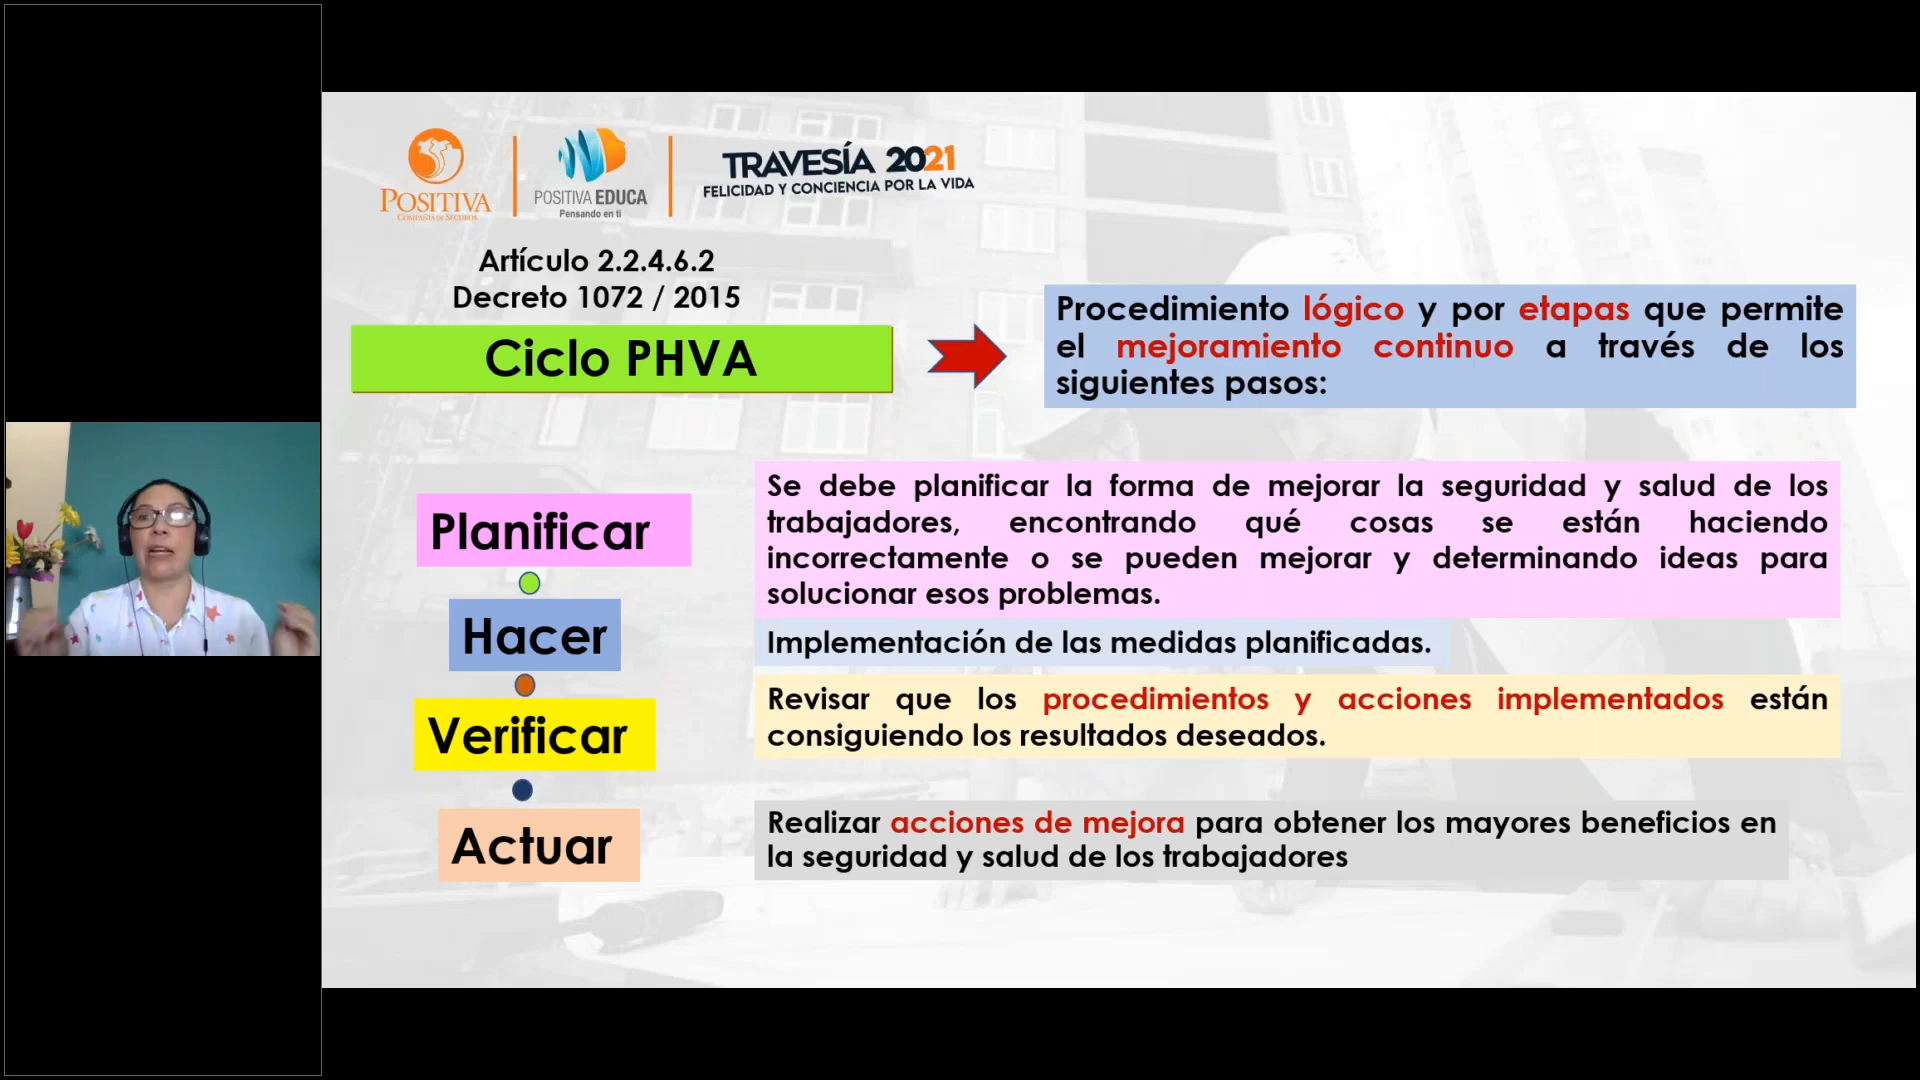 POSITIVA
COMPAÑÍA DE SEGUROS
POSITIVA EDUCA
Pensando en ti
TRAVESÍA 2021
FELICIDAD Y CONCIENCIA POR LA VIDA
Artículo 2.2.4.6.2
Decreto 1072 / 2015
Ciclo PHVA
Procedimiento lógico y por etapas que permite
el mejoramiento continuo a través de los
siguientes pasos:
Planificar
Se debe planificar la forma de mejorar la seguridad y salud de los
trabajadores, encontrando qué cosas se están haciendo
incorrectamente o se pueden mejorar y determinando ideas para
solucionar esos problemas.
Hacer
Implementación de las medidas planificadas.
Verificar
Revisar que los procedimientos y acciones implementados están
consiguiendo los resultados deseados.
Actuar
Realizar acciones de mejora para obtener los mayores beneficios en
la seguridad y salud de los trabajadores